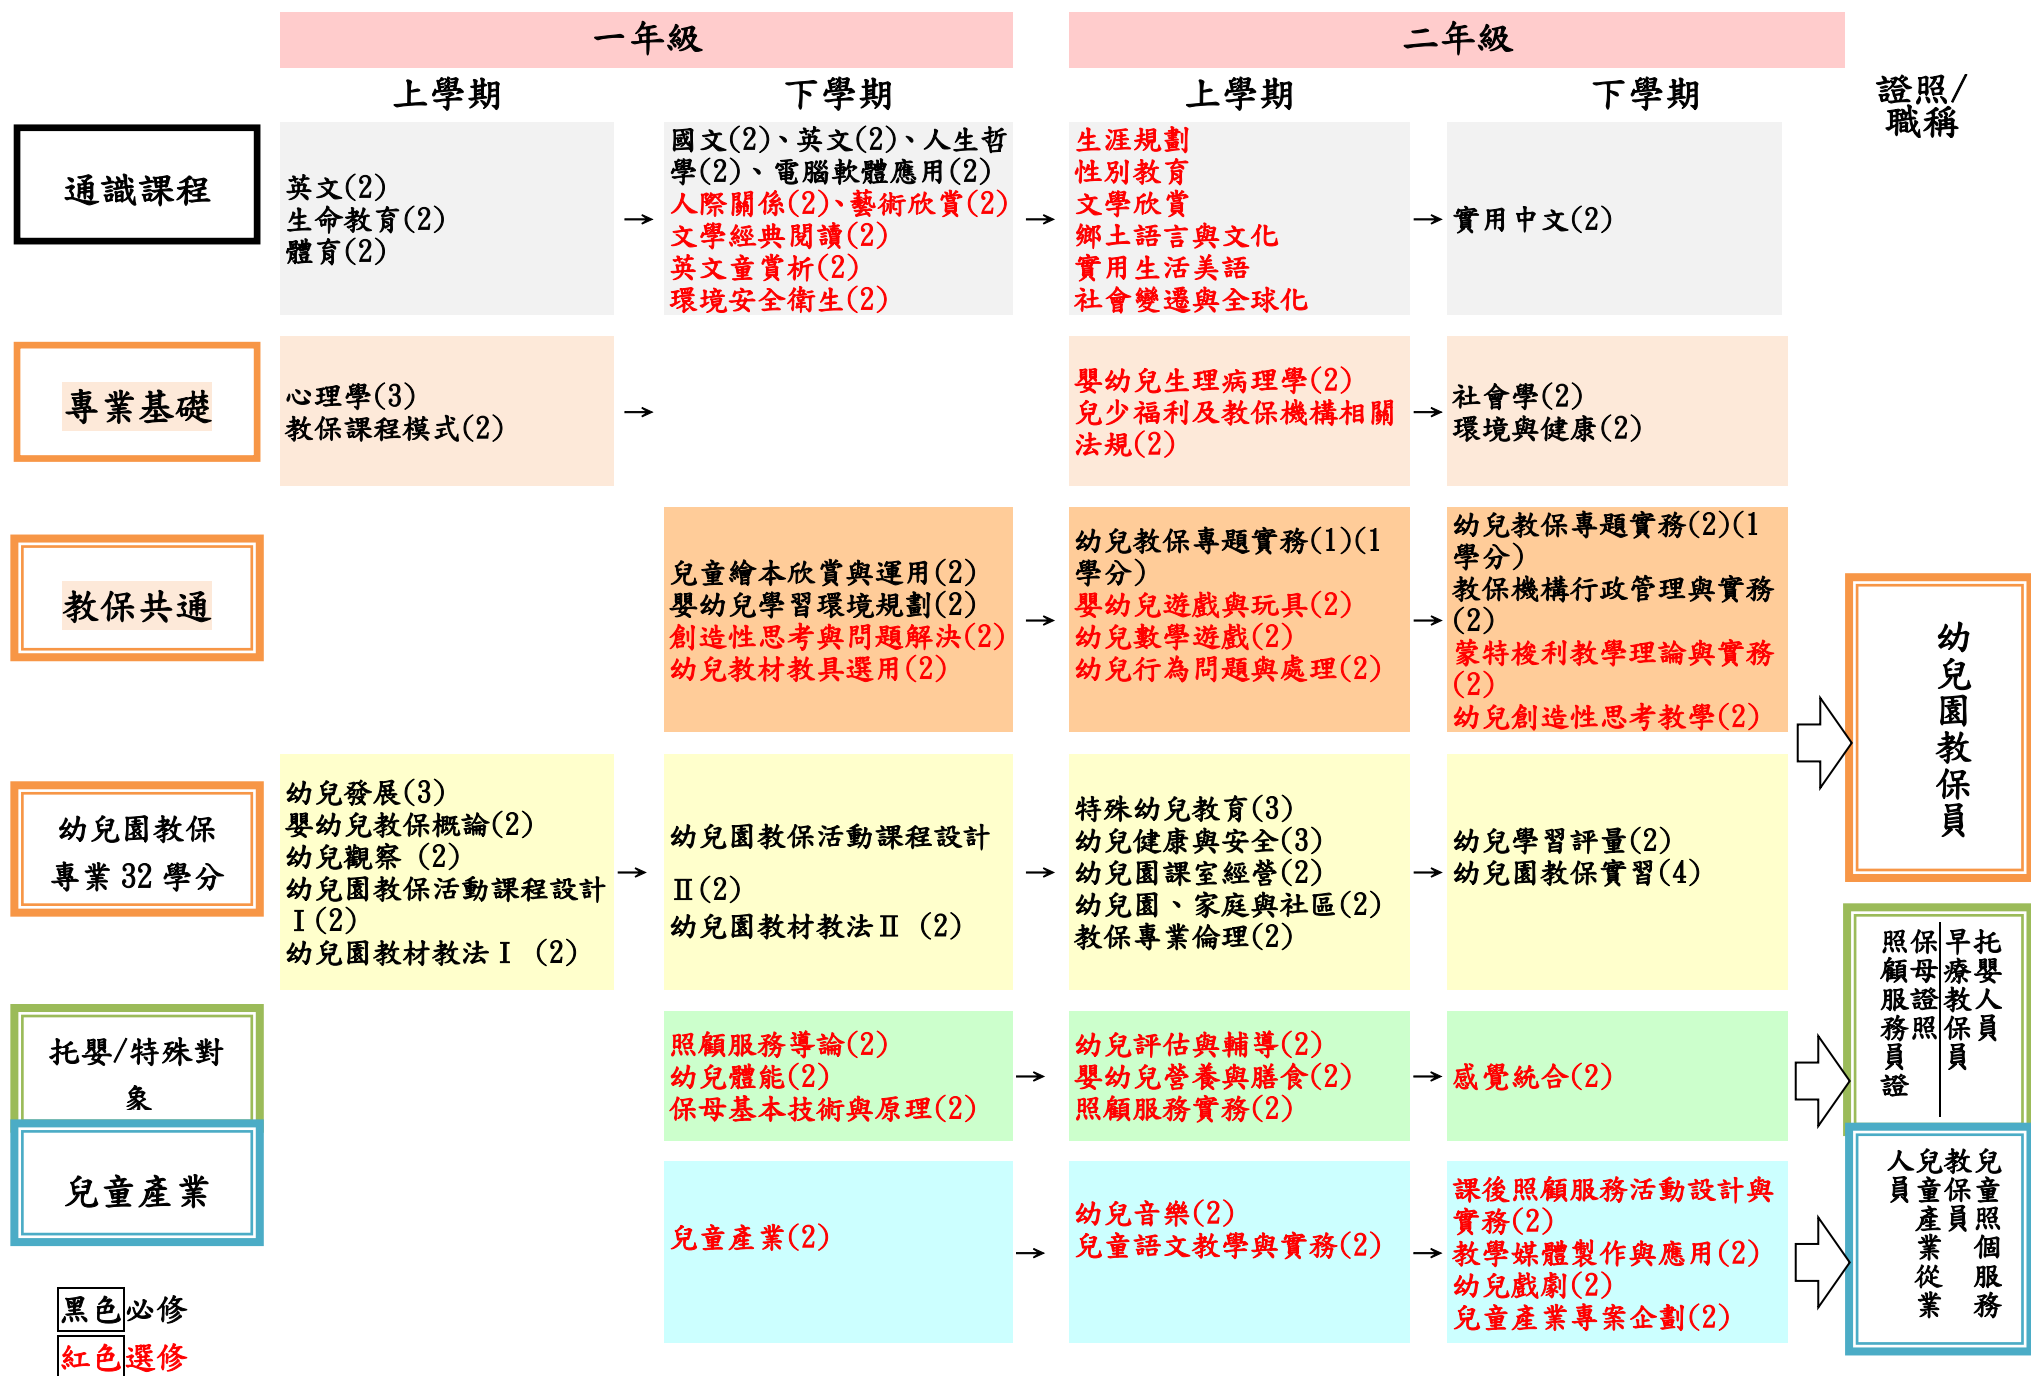 一年級
二年級
上學期
下學期
上學期
下學期
證照/
職稱
通識課程
英文(2)
生命教育(2)
體育(2)
→
國文(2)、英文(2)、人生哲
學(2)、電腦軟體應用(2)
人際關係(2)、藝術欣賞(2)
文學經典閱讀(2)
英文童賞析(2)
環境安全衛生(2)
→
生涯規劃
性別教育
文學欣賞
鄉土語言與文化
實用生活美語
社會變遷與全球化
→
實用中文(2)
專業基礎
心理學(3)
教保課程模式(2)
→
嬰幼兒生理病理學(2)
兒少福利及教保機構相關
法規(2)
→
社會學(2)
環境與健康(2)
教保共通
兒童繪本欣賞與運用(2)
嬰幼兒學習環境規劃(2)
創造性思考與問題解決(2)
幼兒教材教具選用(2)
→
幼兒教保專題實務(1)(1
學分)
嬰幼兒遊戲與玩具(2)
幼兒數學遊戲(2)
幼兒行為問題與處理(2)
→
幼兒教保專題實務(2)(1
學分)
教保機構行政管理與實務
(2)
蒙特梭利教學理論與實務
(2)
幼兒創造性思考教學(2)
幼兒園教保員
幼兒園教保
專業 32 學分
幼兒發展(3)
嬰幼兒教保概論(2)
幼兒觀察 (2)
幼兒園教保活動課程設計
Ⅰ(2)
幼兒園教材教法Ⅰ (2)
→
幼兒園教保活動課程設計
Ⅱ(2)
幼兒園教材教法Ⅱ (2)
→
特殊幼兒教育(3)
幼兒健康與安全(3)
幼兒園課室經營(2)
幼兒園、家庭與社區(2)
教保專業倫理(2)
→
幼兒學習評量(2)
幼兒園教保實習(4)
托嬰/特殊對
象
照顧服務導論(2)
幼兒體能(2)
保母基本技術與原理(2)
→
幼兒評估與輔導(2)
嬰幼兒營養與膳食(2)
照顧服務實務(2)
→
感覺統合(2)
托嬰人員
早療教保員
保母證照
照顧服務員證
兒童產業
兒童產業(2)
→
幼兒音樂(2)
兒童語文教學與實務(2)
→
課後照顧服務活動設計與
實務(2)
教學媒體製作與應用(2)
幼兒戲劇(2)
兒童產業專案企劃(2)
兒童照個服務
教保員
兒童產業從業
人員
黑色必修
紅色選修